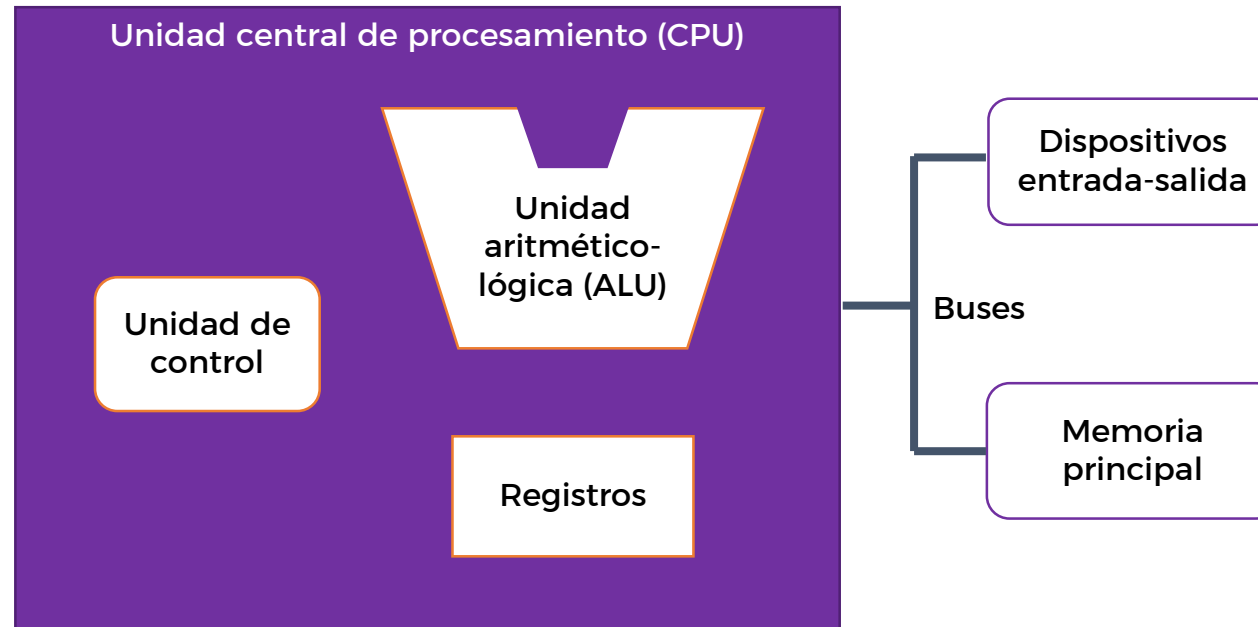 Unidad central de procesamiento (CPU)
Unidad
aritmético-
lógica (ALU)
Unidad de
control
Registros
Buses
Dispositivos
entrada-salida
Memoria
principal